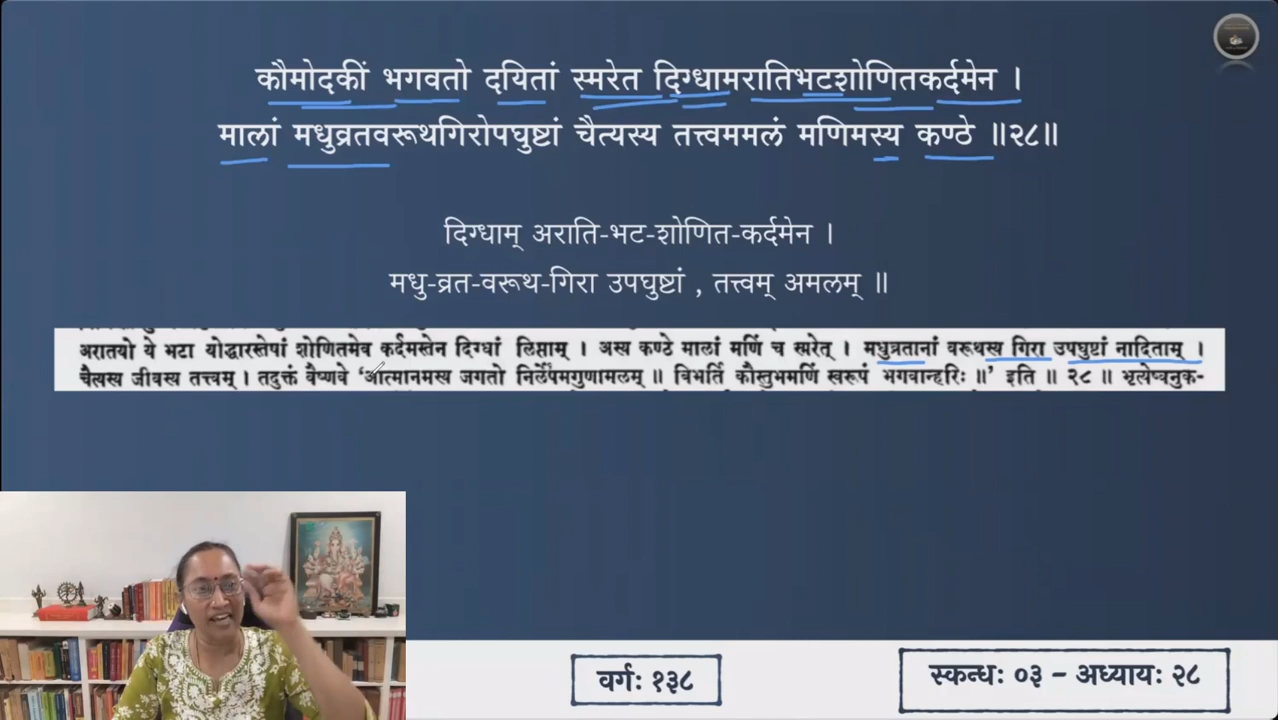 कौमोदकीं भगवतो दयितां स्मरेत दिग्धामरातिभटशोणितकर्दमेन ।
मालां मधुव्रतवरूथगिरोपघुष्टां चैत्यस्य तत्त्वममलं मणिमस्य कण्ठे ॥२८॥
दिग्धाम् अराति-भट-शोणित-कर्दमेन ।
मधु-व्रत-वरूथ-गिरा उपघुष्टां , तत्त्वम् अमलम् ॥
अरातयो ये भटा योद्धारस्तेषां शोणितमेव कर्दमस्तेन दिग्धां लिप्ताम् । अस्य कण्ठे मालां मणिं च स्मरेत् । मधुव्रतानां वरूथस्य गिरा उपघुष्टां नादिताम् ।
चैत्यस्य जीवस्य तत्त्वम् । तदुक्तं वैष्णवे ‘आत्मानमस्य जगतो निर्लेपमगुणामलम् ॥ बिभर्ति कौस्तुभमणिं स्वरूपं भगवान्हरिः ॥’ इति ॥ २८ ॥ भृत्येष्वनुक-
वर्गः १३८
स्कन्धः ०३ – अध्यायः २८